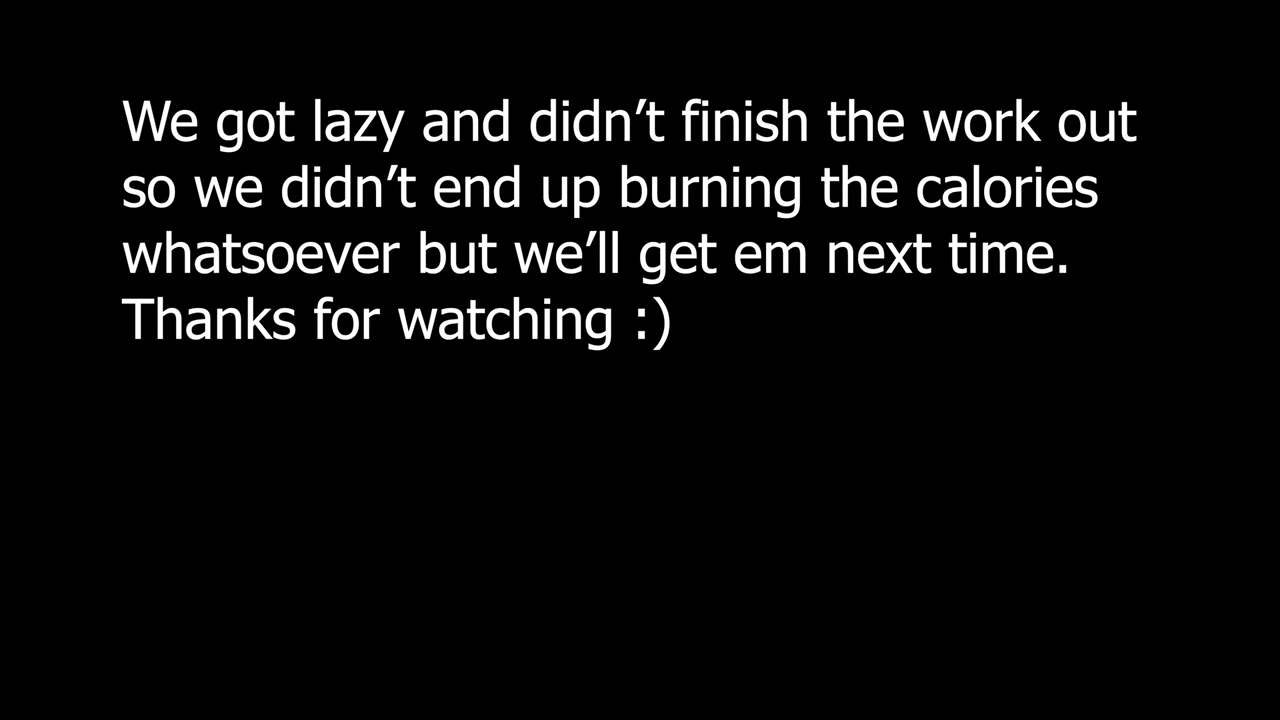 We got lazy and didn’t finish the work out
so we didn’t end up burning the calories
whatsoever but we’ll get em next time.
Thanks for watching :)